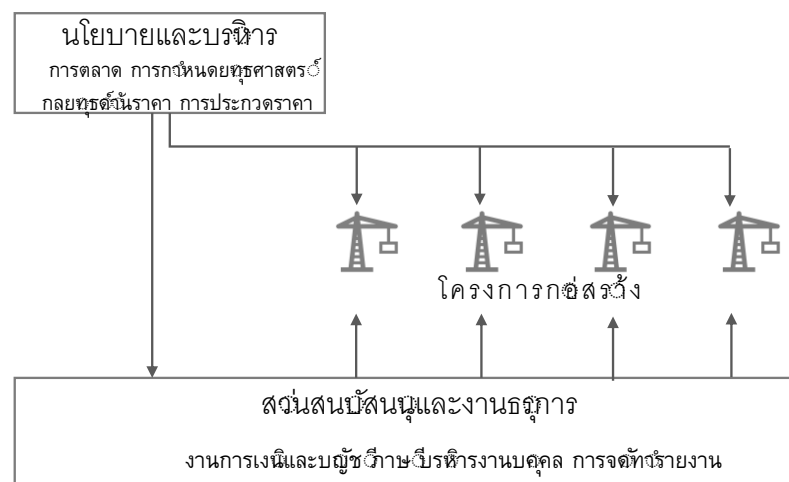 นโยบายและบริหาร
การตลาด การกำหนดยุทธศาสตร์
กลยุทธ์ด้านราคา การประกวดราคา
โครงการก่อสร้าง
ส่วนสนับสนุนและงานธุรการ
งานการเงินและบัญชี ภาษี บริหารงานบุคคล การจัดทำรายงาน